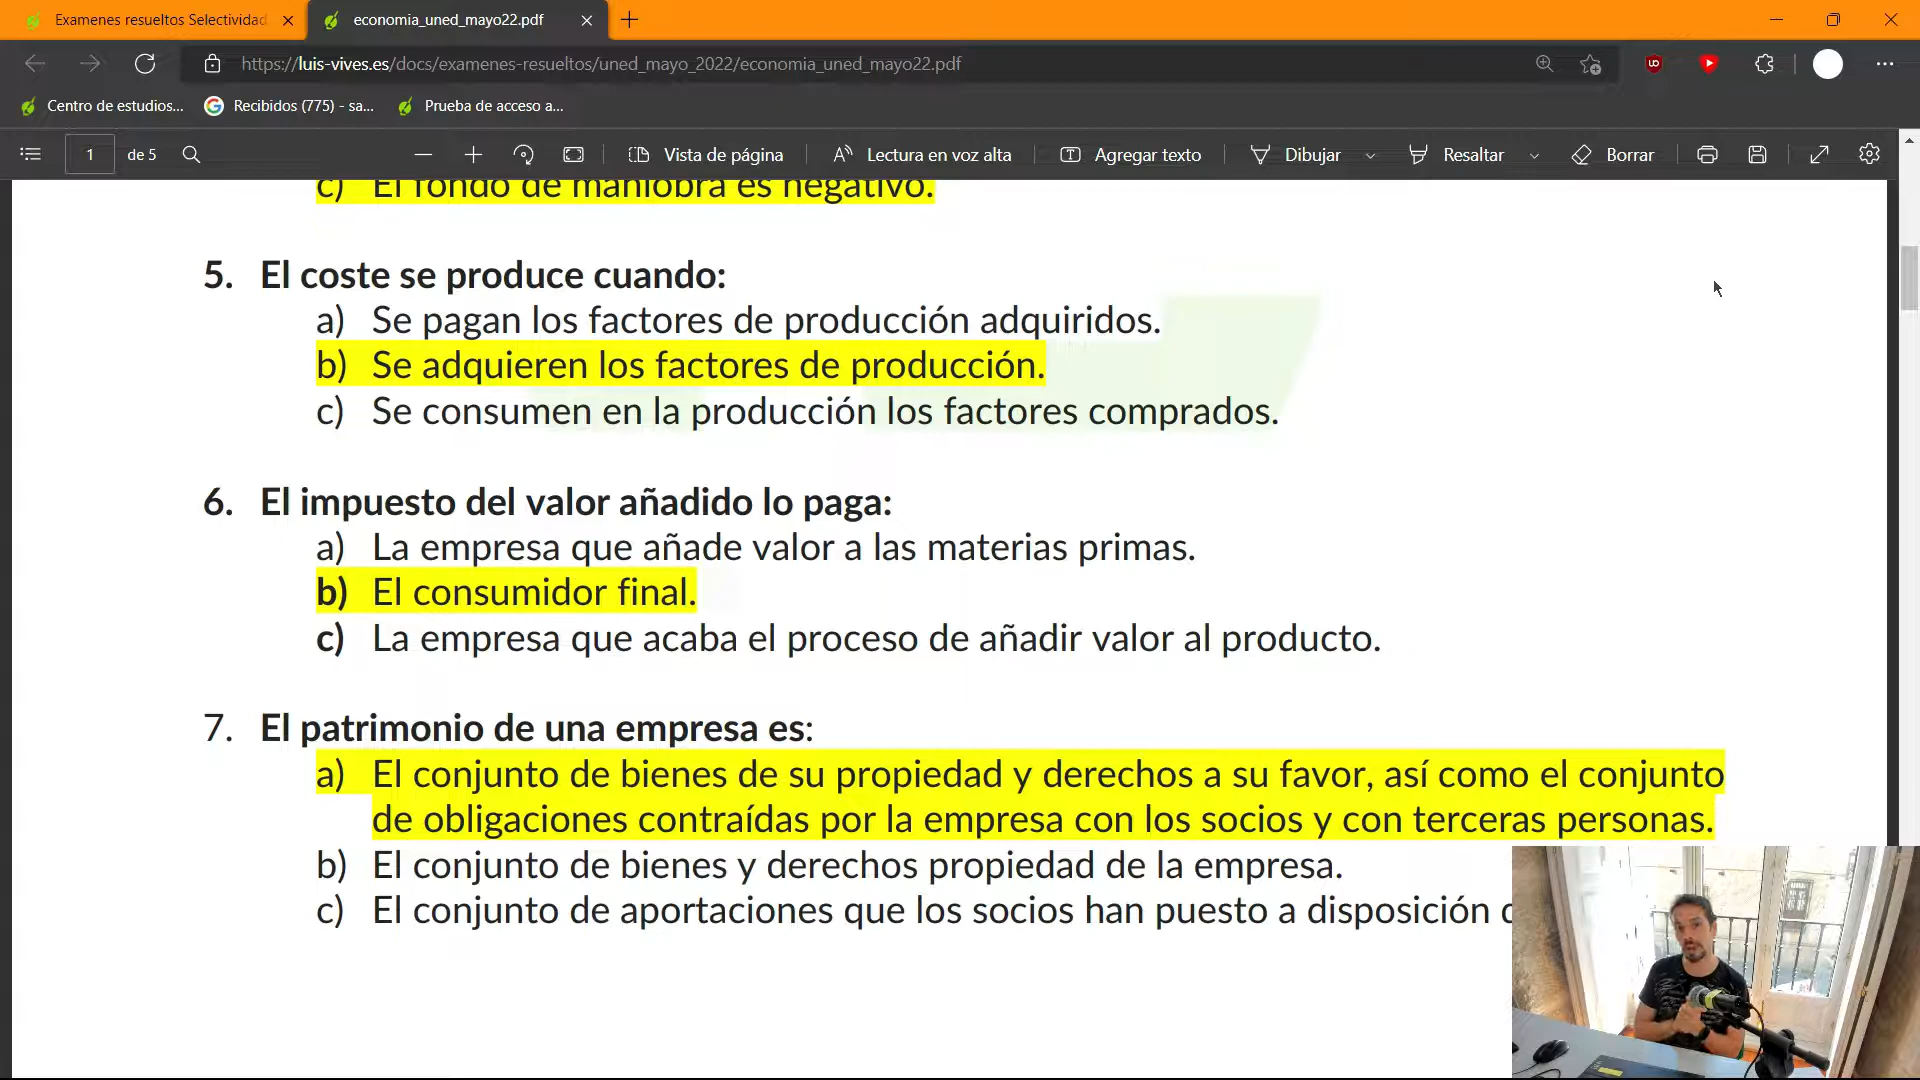 Examenes resueltos Selectividad
economia_uned_mayo22.pdf
https://luis-vives.es/docs/examenes-resueltos/uned_mayo_2022/economia_uned_mayo22.pdf
Centro de estudios...
Recibidos (775) - sa...
Prueba de acceso a...
1 de 5
Vista de página
Lectura en voz alta
Agregar texto
Dibujar
Resaltar
Borrar
c) El fondo de maniobra es negativo.
5. El coste se produce cuando:
a) Se pagan los factores de producción adquiridos.
b) Se adquieren los factores de producción.
c) Se consumen en la producción los factores comprados.
6. El impuesto del valor añadido lo paga:
a) La empresa que añade valor a las materias primas.
b) El consumidor final.
c) La empresa que acaba el proceso de añadir valor al producto.
7. El patrimonio de una empresa es:
a) El conjunto de bienes de su propiedad y derechos a su favor, así como el conjunto
de obligaciones contraídas por la empresa con los socios y con terceras personas.
b) El conjunto de bienes y derechos propiedad de la empresa.
c) El conjunto de aportaciones que los socios han puesto a disposición